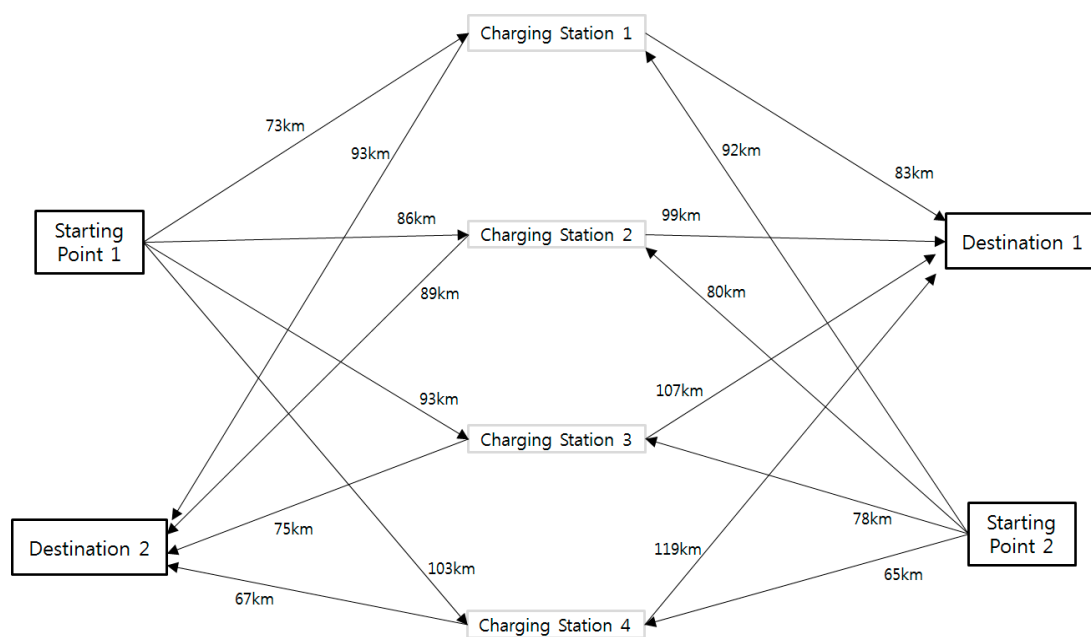 Charging Station 1
73km
93km
92km
83km
Starting
Point 1
86km
Charging Station 2
99km
Destination 1
89km
80km
93km
107km
Charging Station 3
75km
78km
Starting
Point 2
Destination 2
119km
103km
65km
67km
Charging Station 4